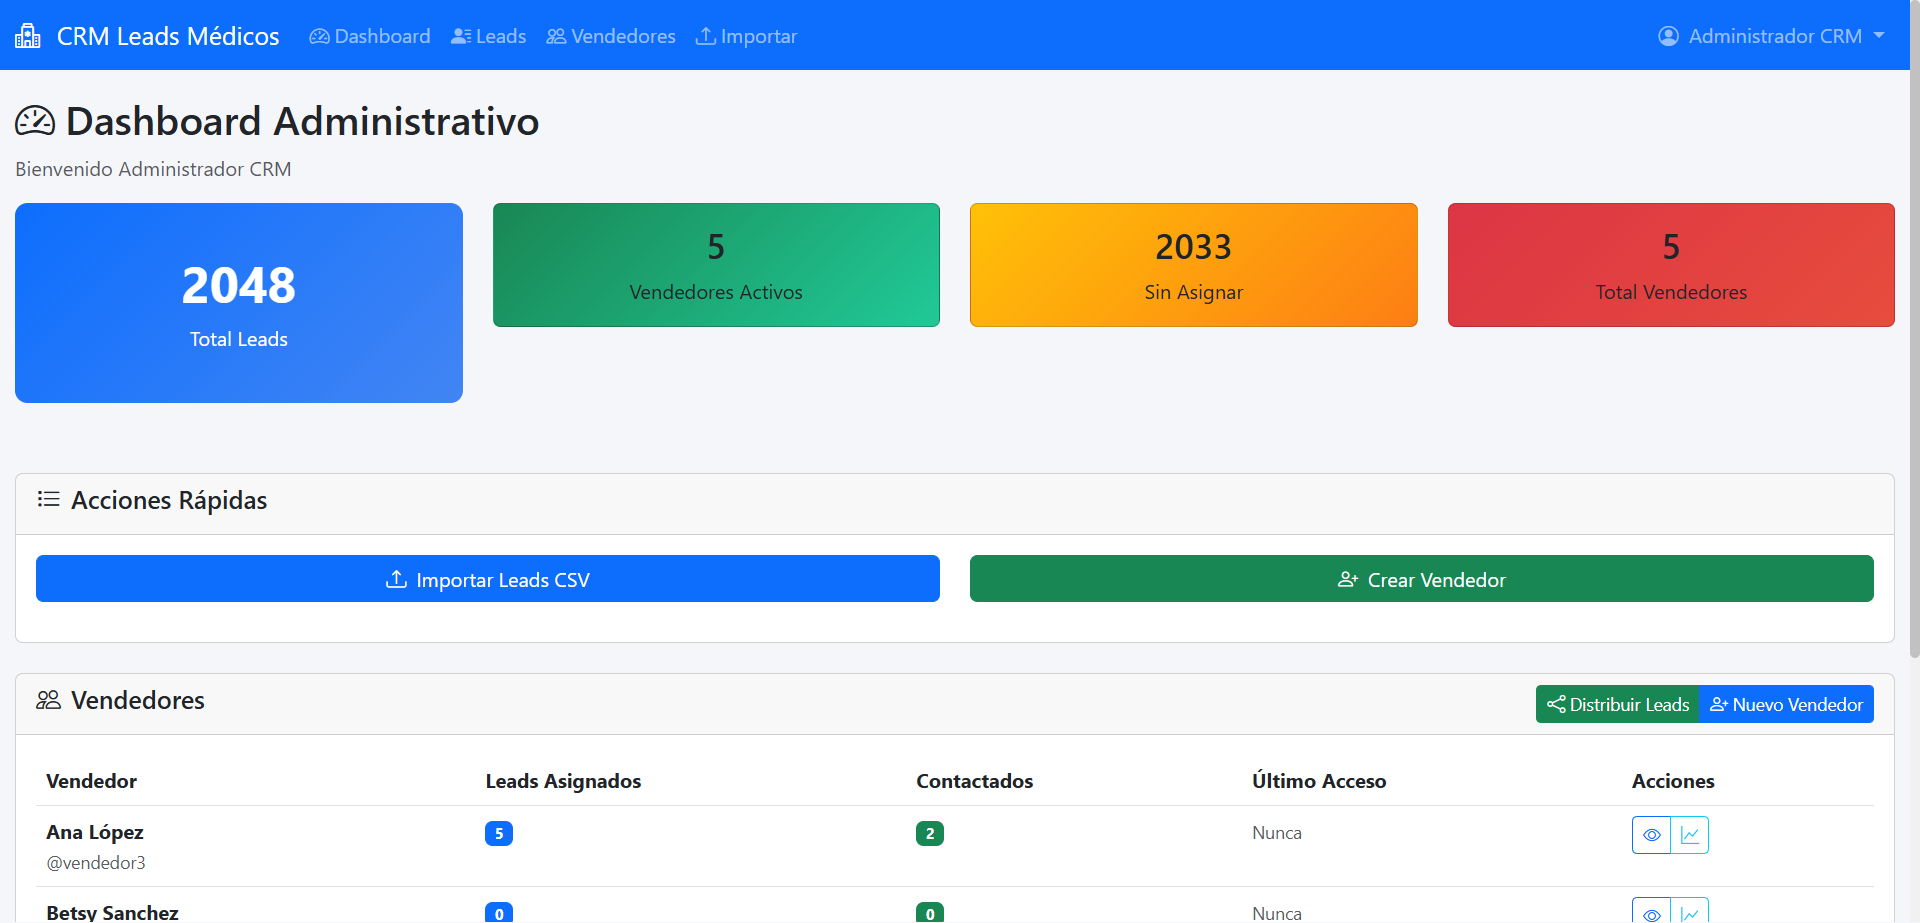 CRM Leads Médicos Dashboard Leads Vendedores Importar Administrador CRM
Dashboard Administrativo
Bienvenido Administrador CRM
2048
Total Leads
5
Vendedores Activos
2033
Sin Asignar
5
Total Vendedores
Acciones Rápidas
Importar Leads CSV
Crear Vendedor
Vendedores
Distribuir Leads
Nuevo Vendedor
Vendedor Leads Asignados Contactados Último Acceso Acciones
Ana López 5 2 Nunca
@vendedor3
Betsy Sanchez 0 0 Nunca